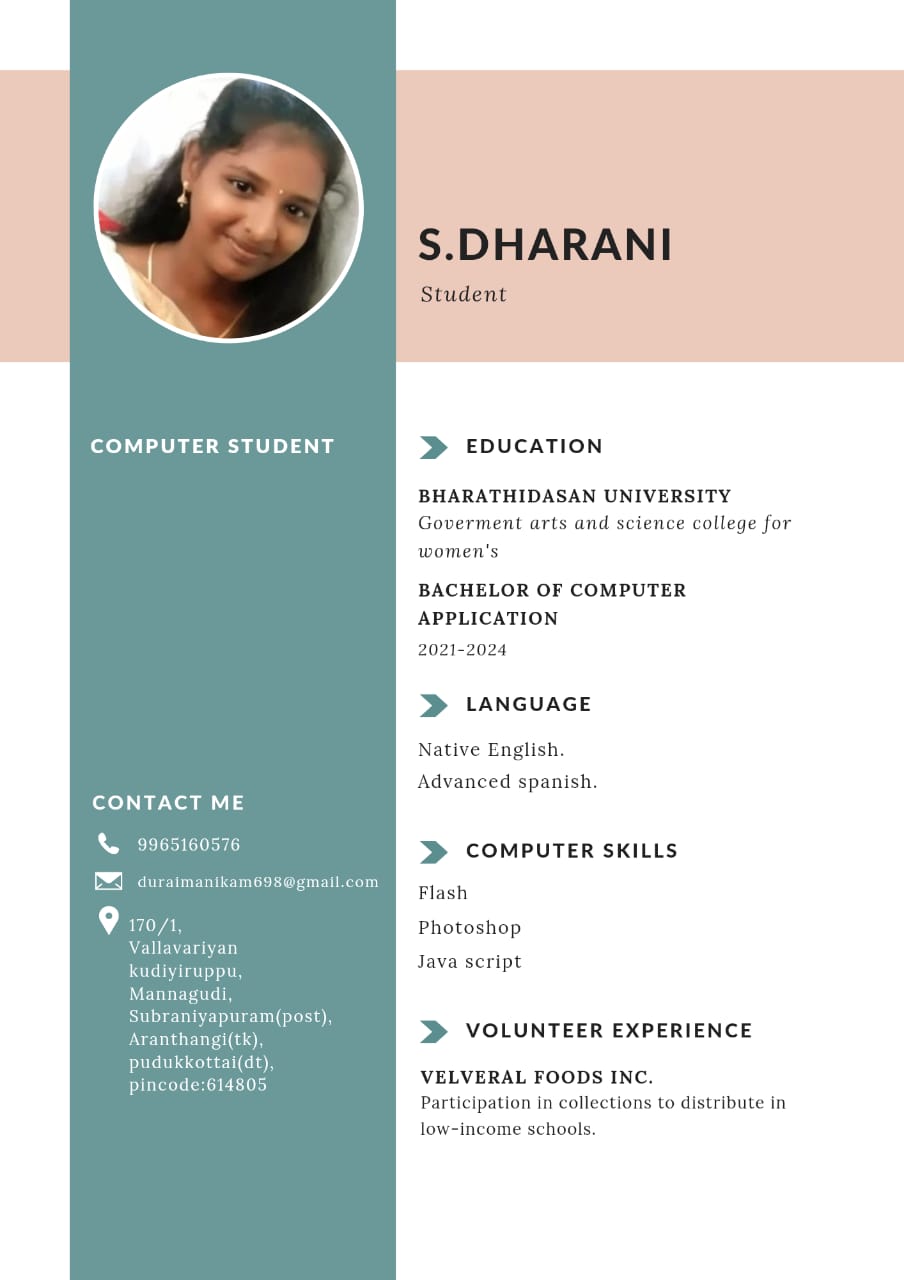 S.DHARANI
Student
COMPUTER STUDENT
CONTACT ME
9965160576
duraimanikam698@gmail.com
170/1,
Vallavariyan
kudiyiruppu,
Mannagudi,
Subraniyapuram(post),
Aranthangi(tk),
pudukkottai(dt),
pincode:614805
EDUCATION
BHARATHIDASAN UNIVERSITY
Goverment arts and science college for
women's
BACHELOR OF COMPUTER
APPLICATION
2021-2024
LANGUAGE
Native English.
Advanced spanish.
COMPUTER SKILLS
Flash
Photoshop
Java script
VOLUNTEER EXPERIENCE
VELVERAL FOODS INC.
Participation in collections to distribute in
low-income schools.